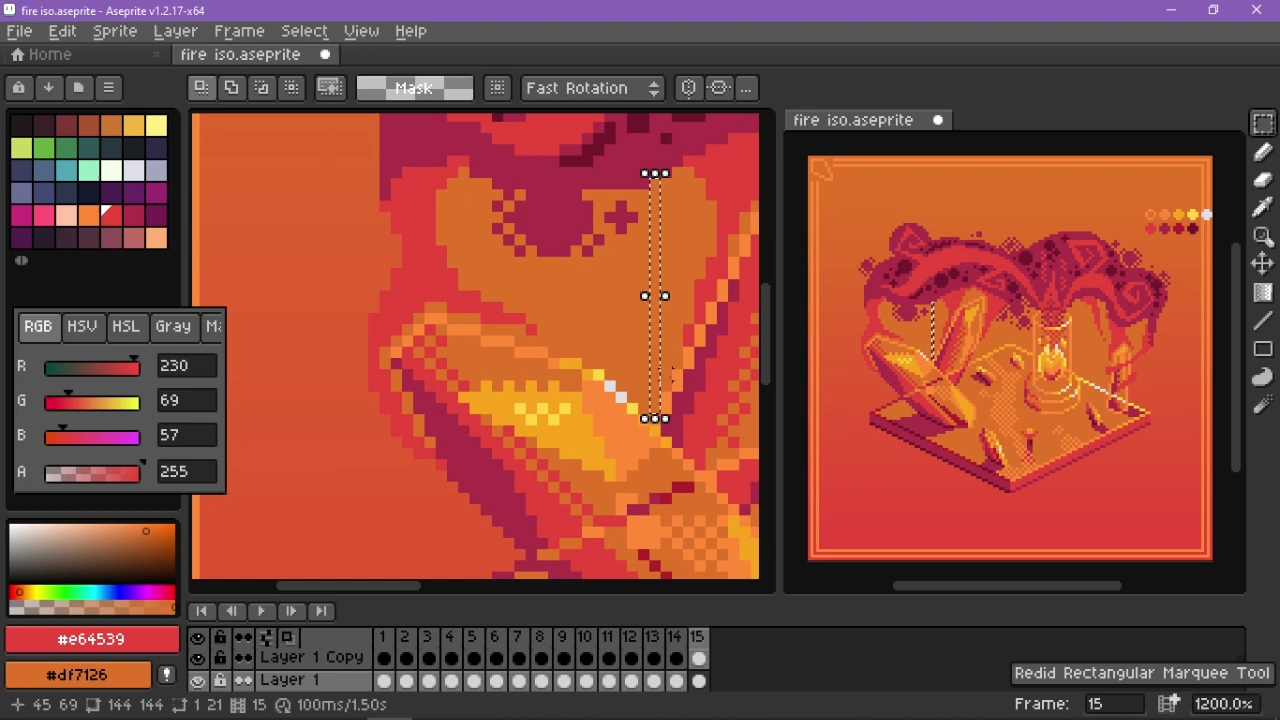 fire iso.aseprite - Aseprite v1.2.17-x64
File Edit Sprite Layer Frame Select View Help
Home fire iso.aseprite
Mask Fast Rotation ...
fire iso.aseprite
RGB HSV HSL Gray
R 230
G 69
B 57
A 255
#e64539
#df7126
1 2 3 4 5 6 7 8 9 10 11 12 13 14 15
Layer 1 Copy
Layer 1
Redid Rectangular Marquee Tool
45 69 144 144 1 21 15 100ms/1.50s
Frame: 15 1200.0%